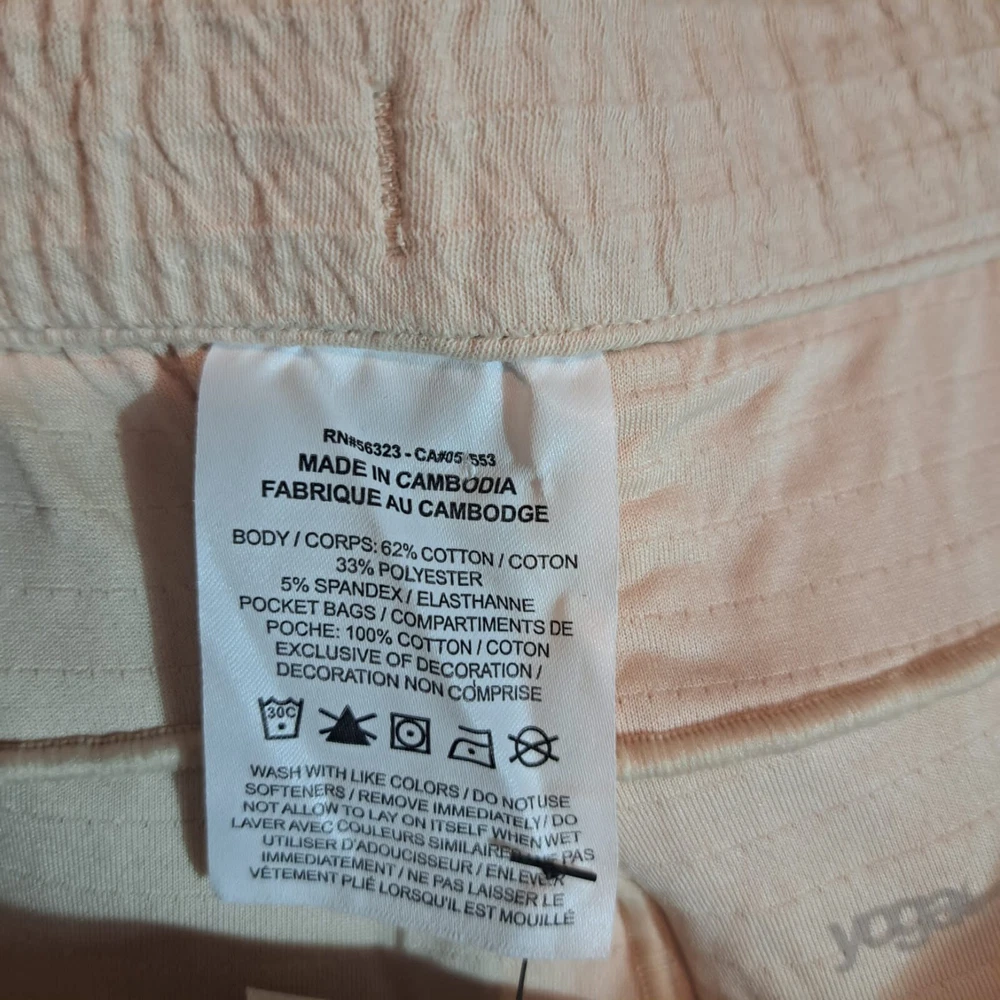 RN#56323 - CA#05 553
MADE IN CAMBODIA
FABRIQUE AU CAMBODGE
BODY / CORPS: 62% COTTON / COTON
33% POLYESTER
5% SPANDEX / ELASTHANNE
POCKET BAGS / COMPARTIMENTS DE
POCHE: 100% COTTON / COTON
EXCLUSIVE OF DECORATION /
DECORATION NON COMPRISE
30C
WASH WITH LIKE COLORS / DO NOT USE
SOFTENERS / REMOVE IMMEDIATELY / DO
NOT ALLOW TO LAY ON ITSELF WHEN WET
LAVER AVEC COULEURS SIMILAIRE PAS
UTILISER D'ADOUCISSEUR / ENLEVER
IMMEDIATEMENT / NE PAS LAISSER LE
VÊTEMENT PLIÉ LORSQU'IL EST MOUILLÉ
yoga